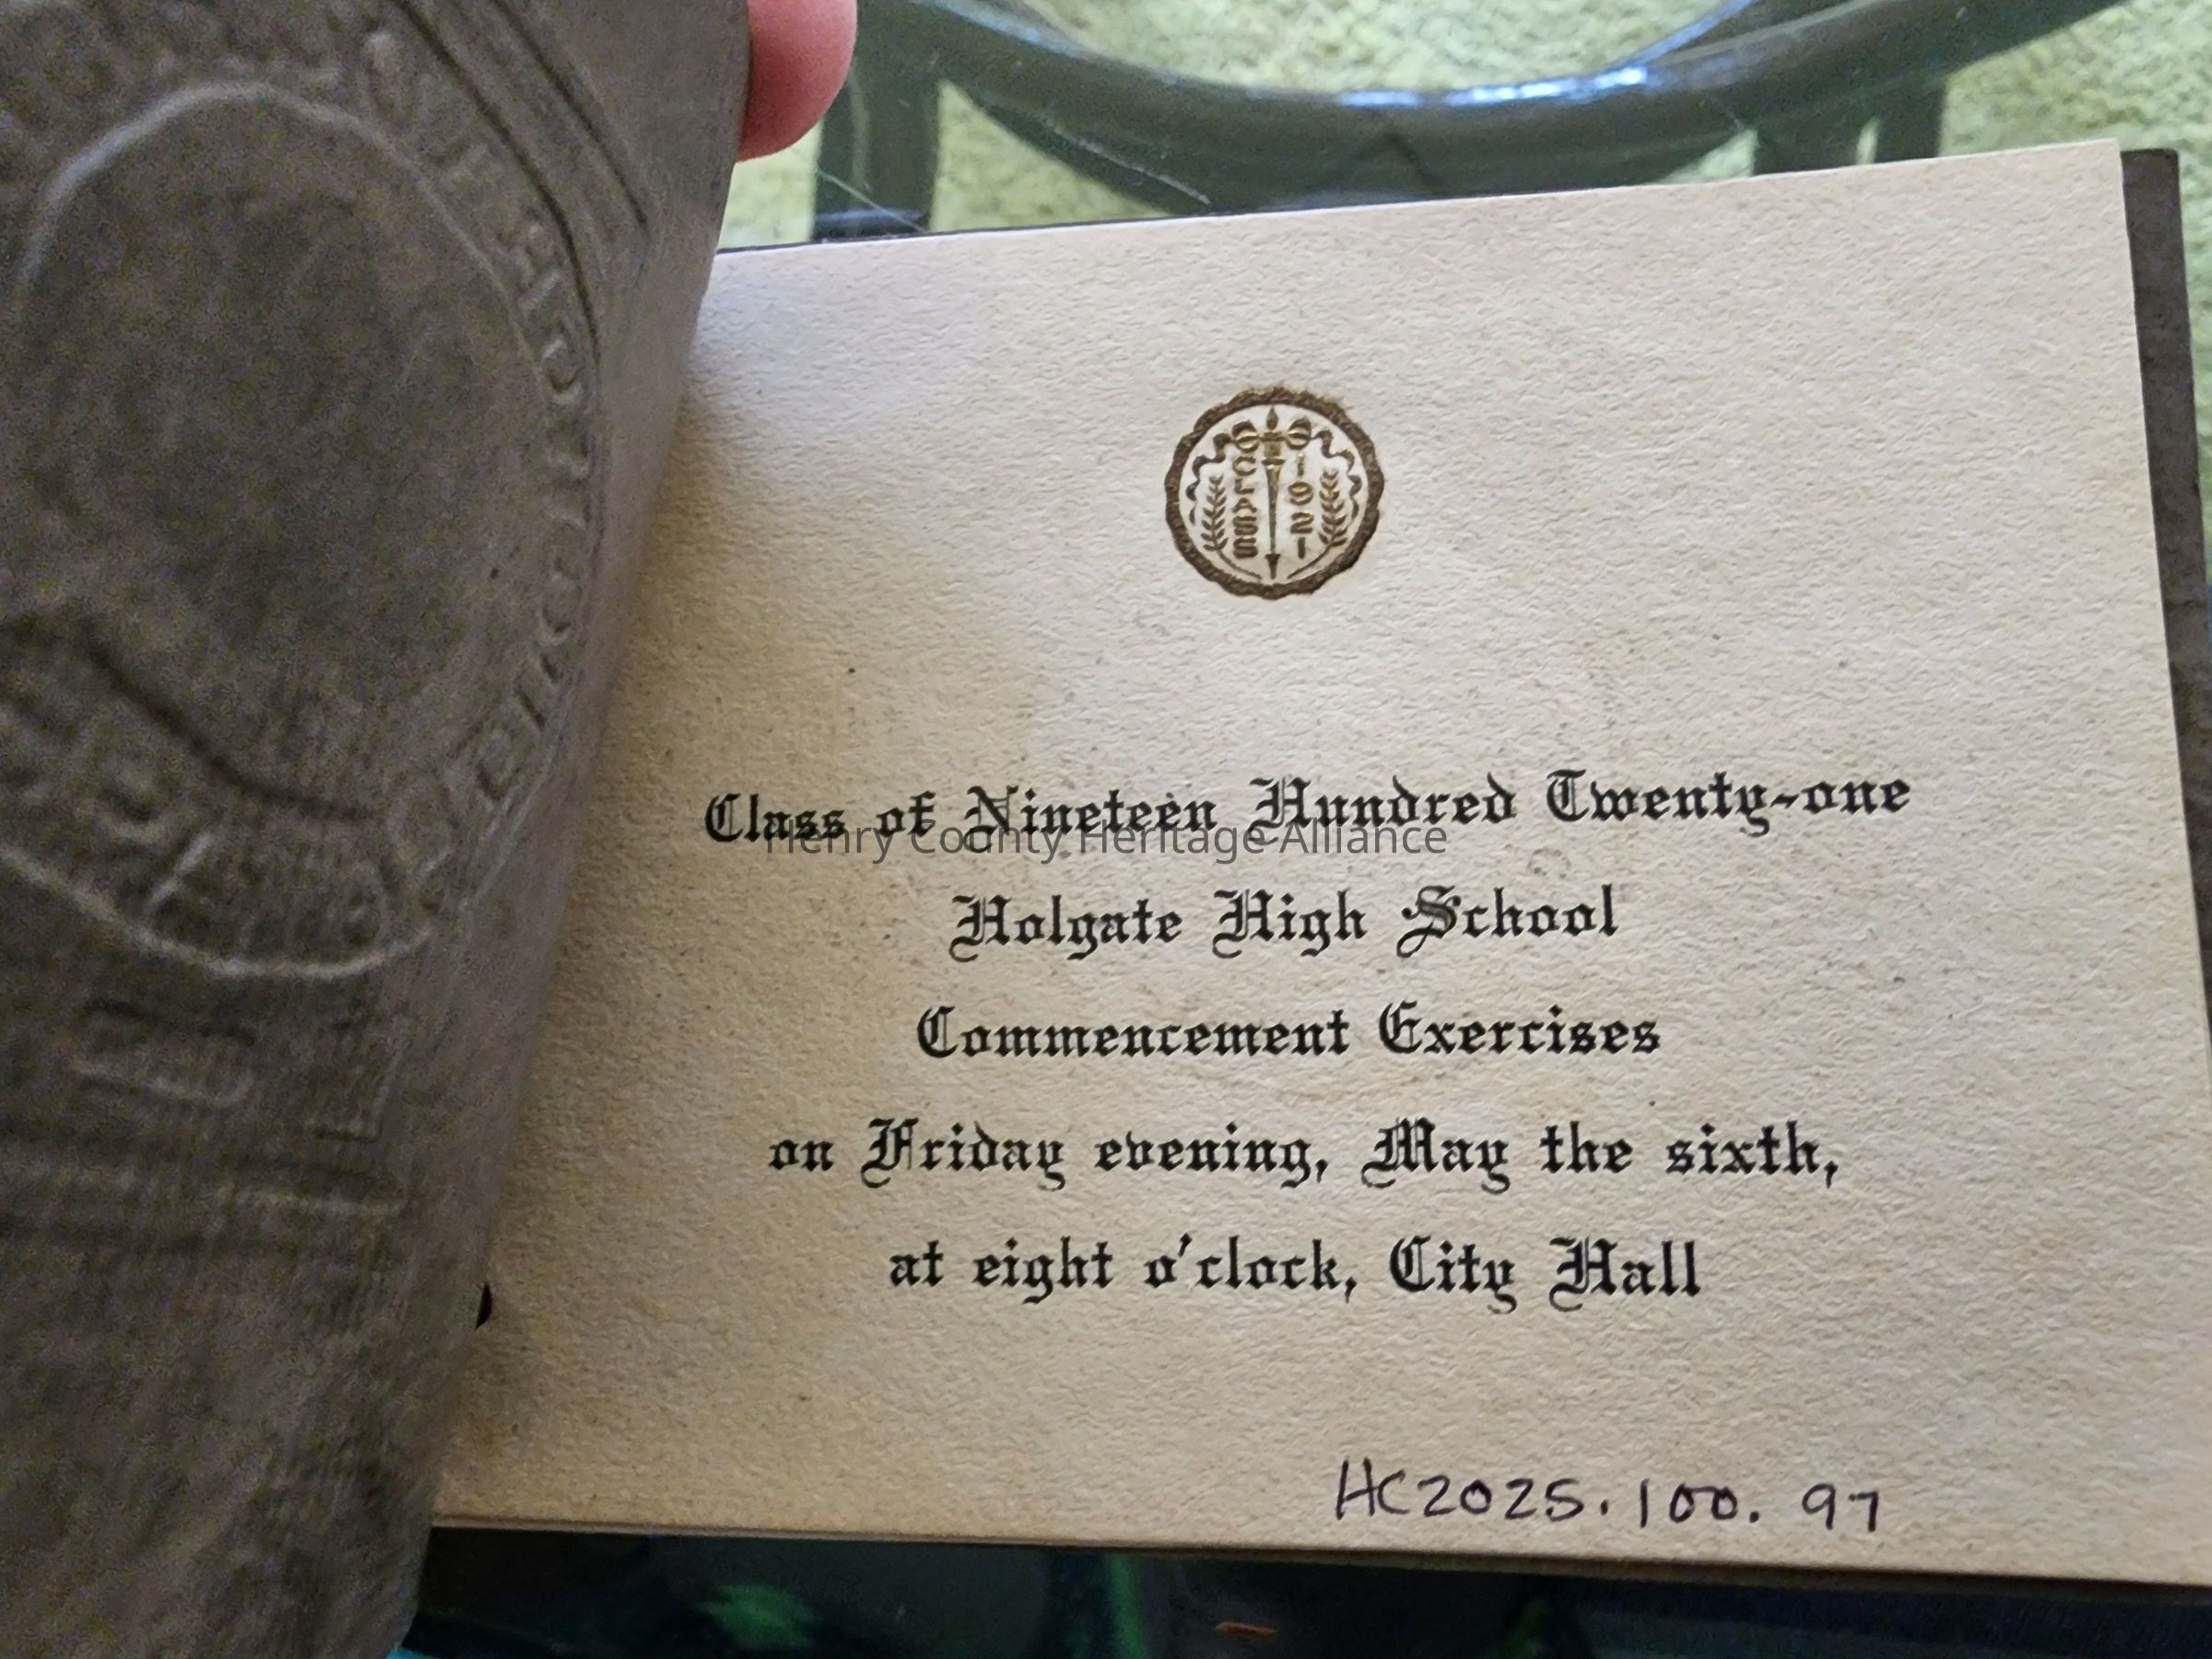 CLASS 1921
Class of Nineteen Hundred Twenty-one
Henry County Heritage Alliance
Holgate High School
Commencement Exercises
on Friday evening, May the sixth,
at eight o'clock, City Hall
HC2025.100.97